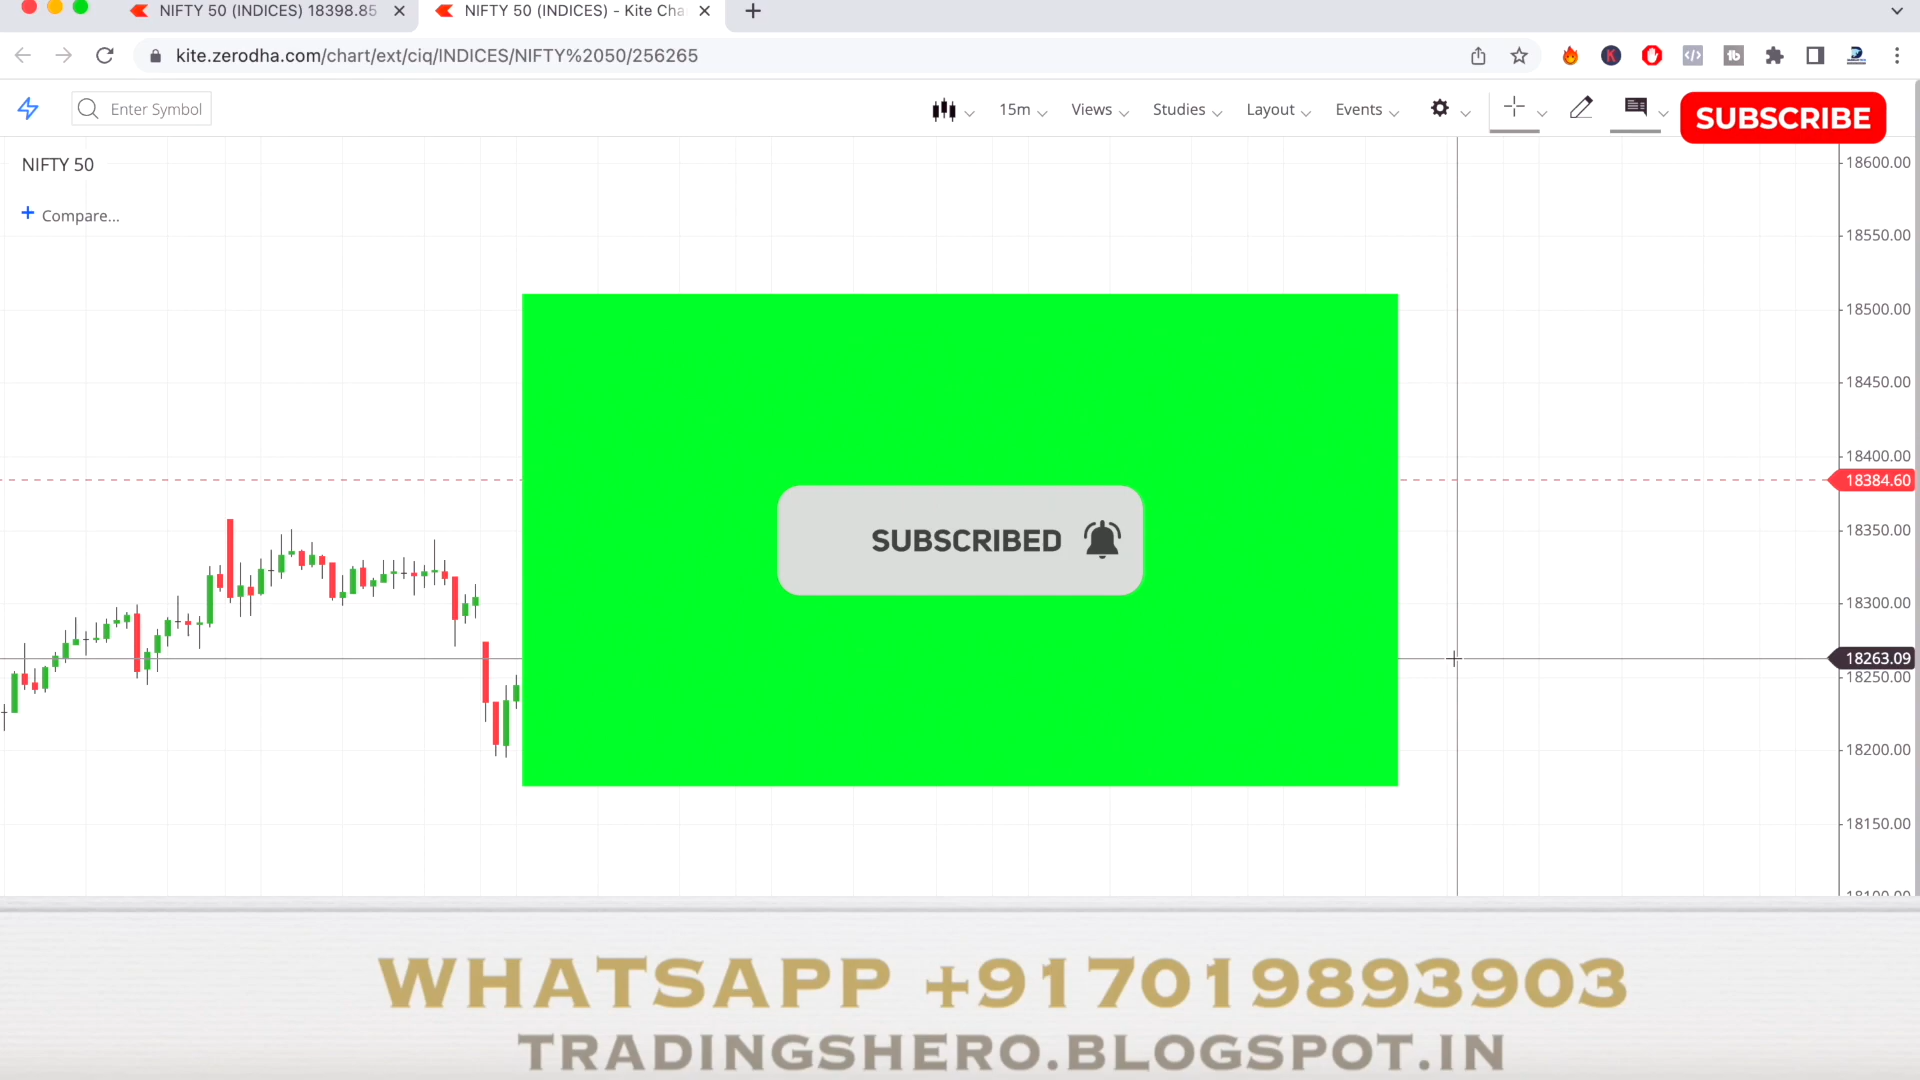 NIFTY 50 (INDICES) 18398.85
NIFTY 50 (INDICES) - Kite Cha
kite.zerodha.com/chart/ext/ciq/INDICES/NIFTY%2050/256265
Enter Symbol
15m
Views
Studies
Layout
Events
SUBSCRIBE
NIFTY 50
Compare...
18600.00
18550.00
18500.00
18450.00
18400.00
18384.60
18350.00
18300.00
18263.09
18250.00
18200.00
18150.00
18100.00
SUBSCRIBED
WHATSAPP +917019893903
TRADINGSHERO.BLOGSPOT.IN